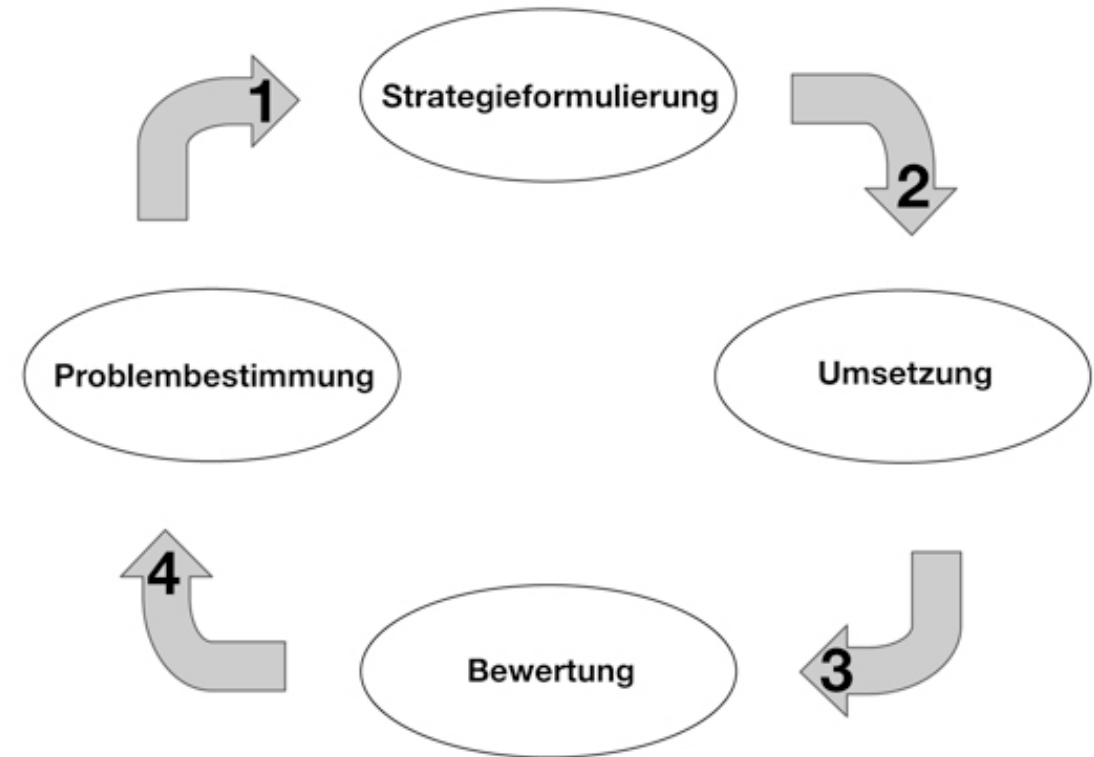 1
Strategieformulierung
2
Problembestimmung
Umsetzung
4
Bewertung
3